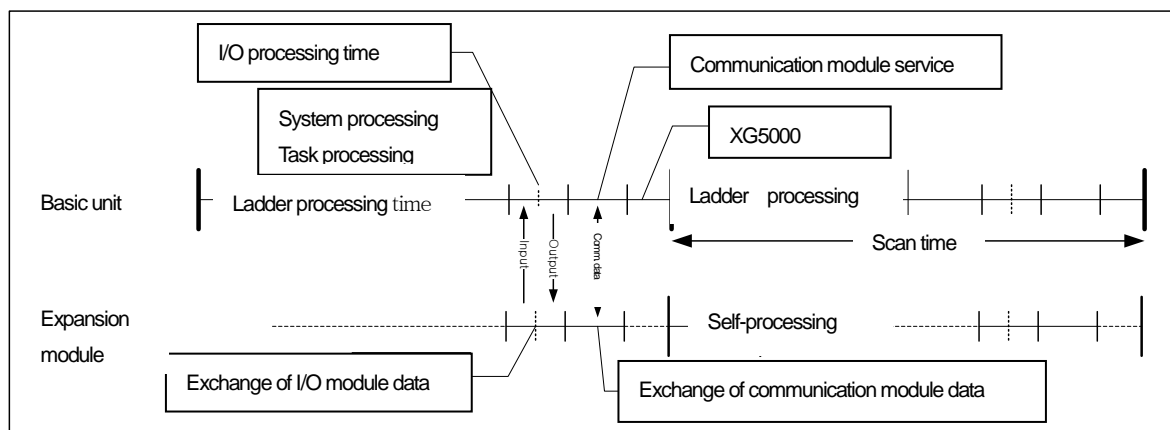 I/O processing time
Communication module service
System processing
Task processing
XG5000
Basic unit
Ladder processing time
Ladder processing
Input
Output
Comm. data
Scan time
Expansion
module
Self-processing
Exchange of I/O module data
Exchange of communication module data